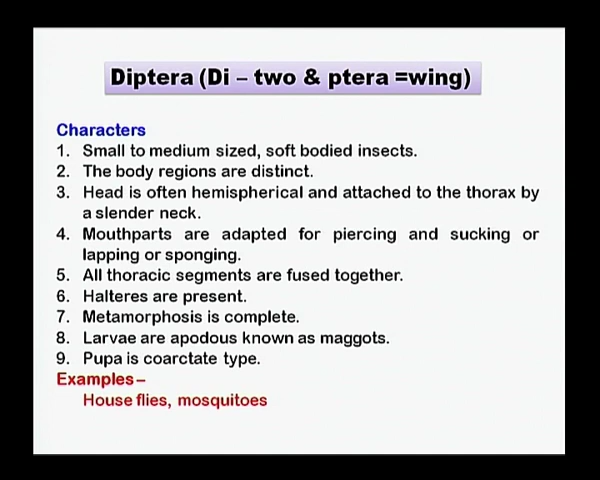 Diptera (Di – two & ptera =wing)
Characters
1. Small to medium sized, soft bodied insects.
2. The body regions are distinct.
3. Head is often hemispherical and attached to the thorax by
a slender neck.
4. Mouthparts are adapted for piercing and sucking or
lapping or sponging.
5. All thoracic segments are fused together.
6. Halteres are present.
7. Metamorphosis is complete.
8. Larvae are apodous known as maggots.
9. Pupa is coarctate type.
Examples–
House flies, mosquitoes